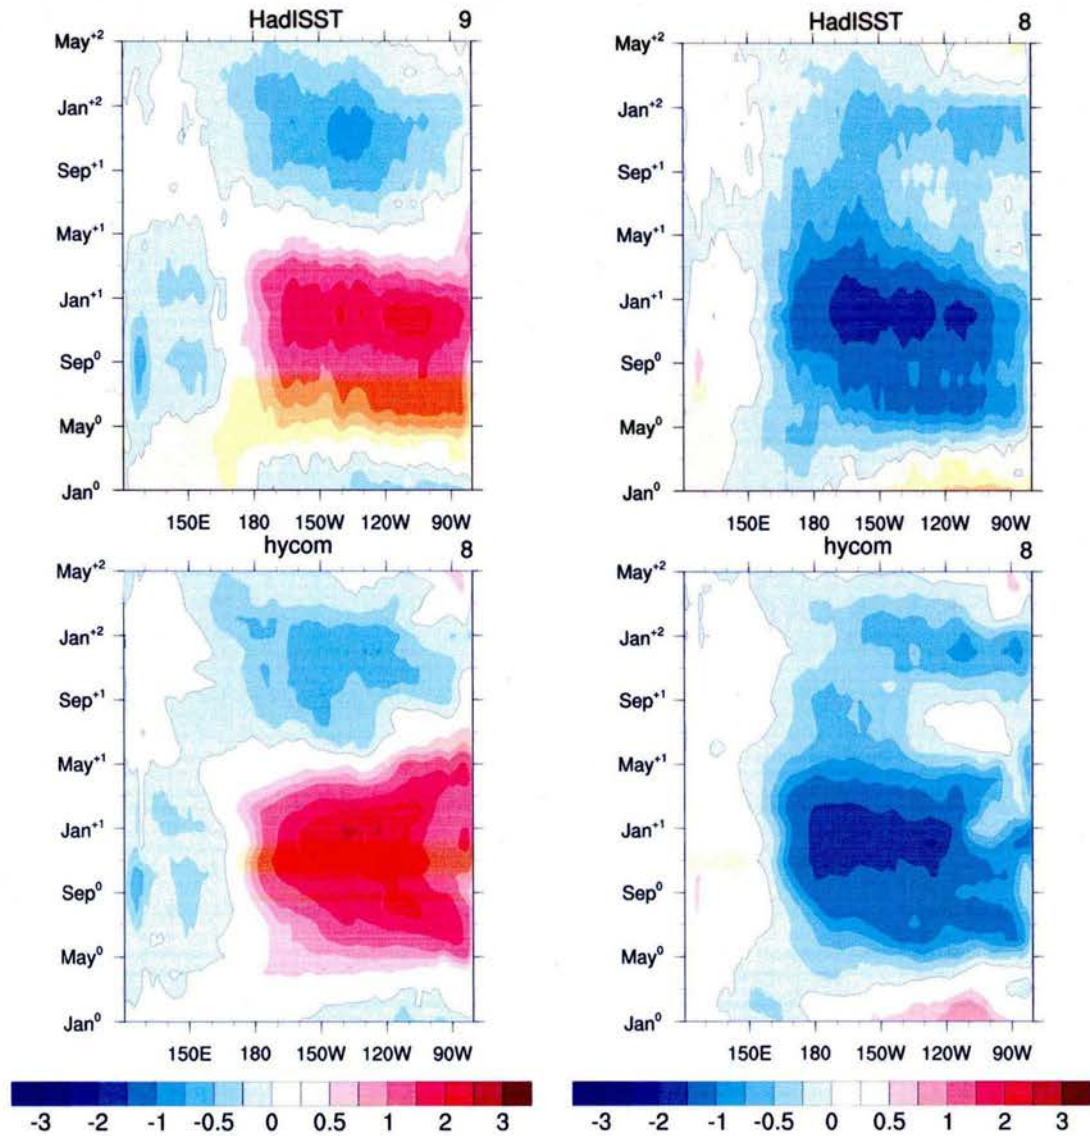 HadISST 9
May+2
Jan+2
Sep+1
May+1
Jan+1
Sep0
May0
Jan0
150E 180 150W 120W 90W
HadISST 8
May+2
Jan+2
Sep+1
May+1
Jan+1
Sep0
May0
Jan0
150E 180 150W 120W 90W
hycom 8
May+2
Jan+2
Sep+1
May+1
Jan+1
Sep0
May0
Jan0
150E 180 150W 120W 90W
hycom 8
May+2
Jan+2
Sep+1
May+1
Jan+1
Sep0
May0
Jan0
150E 180 150W 120W 90W
-3 -2 -1 -0.5 0 0.5 1 2 3
-3 -2 -1 -0.5 0 0.5 1 2 3